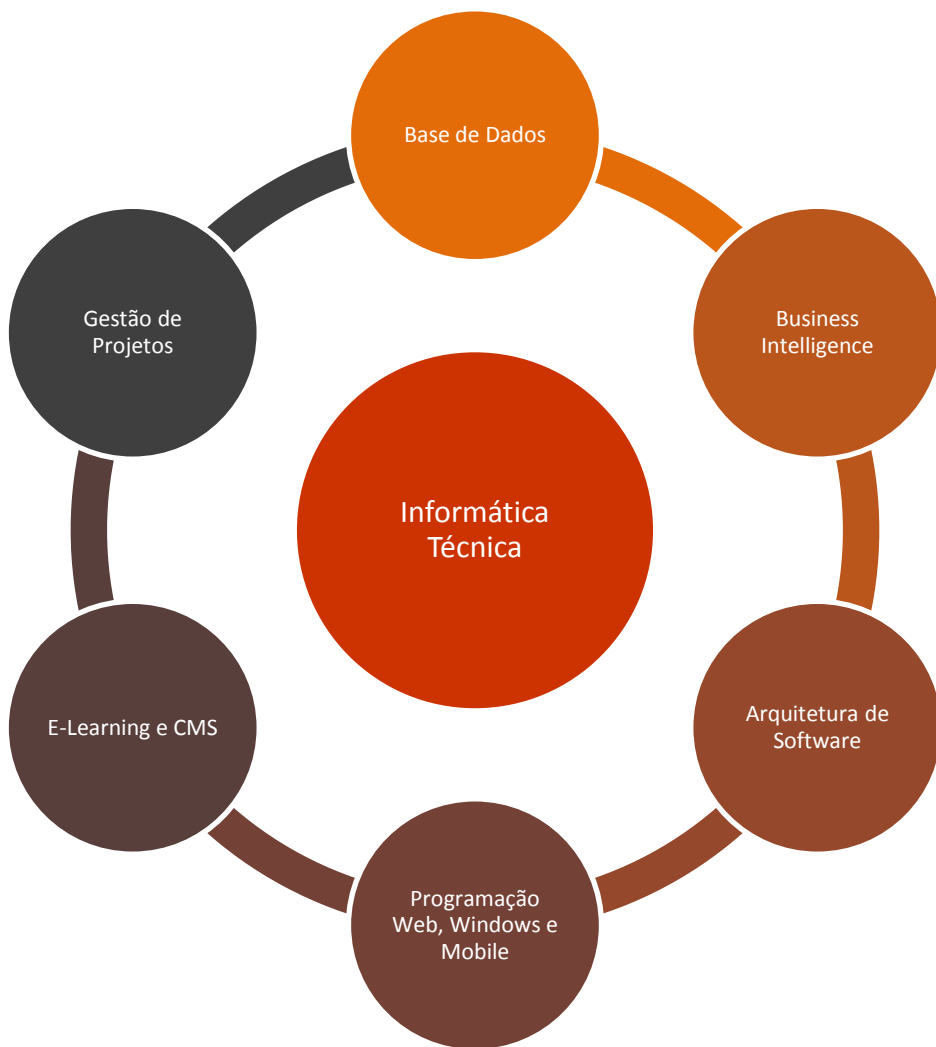 Base de Dados
Business
Intelligence
Arquitetura de
Software
Programação
Web, Windows e
Mobile
E-Learning e CMS
Gestão de
Projetos
Informática
Técnica